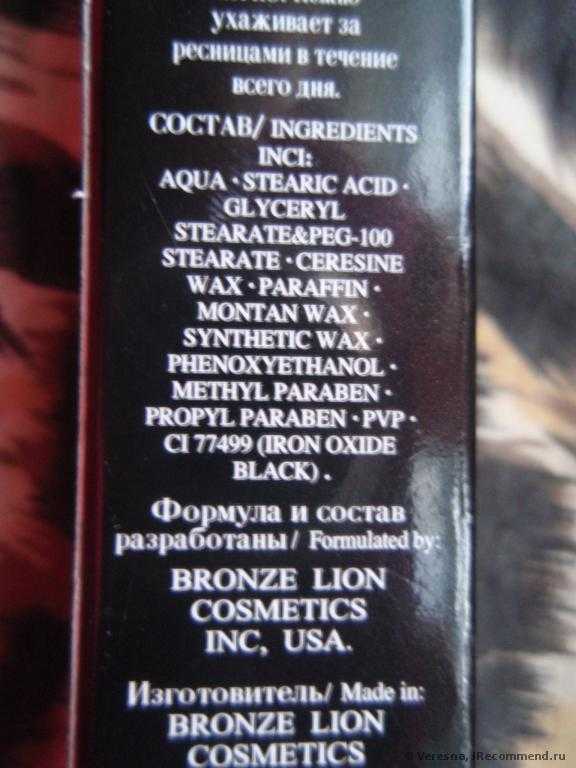 ухаживает за
ресницами в течение
всего дня.
СОСТАВ/ INGREDIENTS
INCI:
AQUA · STEARIC ACID ·
GLYCERYL
STEARATE&PEG-100
STEARATE · CERESINE
WAX · PARAFFIN ·
MONTAN WAX ·
SYNTHETIC WAX ·
PHENOXYETHANOL ·
METHYL PARABEN ·
PROPYL PARABEN · PVP ·
CI 77499 (IRON OXIDE
BLACK) .
Формула и состав
разработаны/ Formulated by:
BRONZE LION
COSMETICS
INC, USA.
Изготовитель/ Made in:
BRONZE LION
COSMETICS
© Veresna, IRecommend.ru